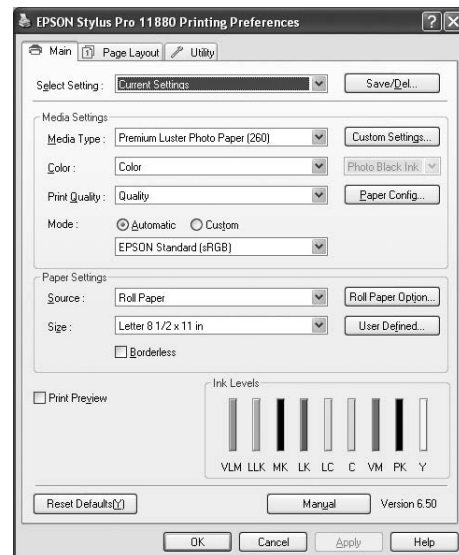 EPSON Stylus Pro 11880 Printing Preferences
Main Page Layout Utility
Select Setting : Current Settings Save/Del...
Media Settings
Media Type : Premium Luster Photo Paper (260) Custom Settings...
Color : Color Photo Black Ink
Print Quality : Quality Paper Config...
Mode : Automatic Custom
EPSON Standard (sRGB)
Paper Settings
Source : Roll Paper Roll Paper Option...
Size : Letter 8 1/2 x 11 in User Defined...
Borderless
Print Preview
Ink Levels
VLM LLK MK LK LC C VM PK Y
Reset Defaults(Y) Manual Version 6.50
OK Cancel Apply Help